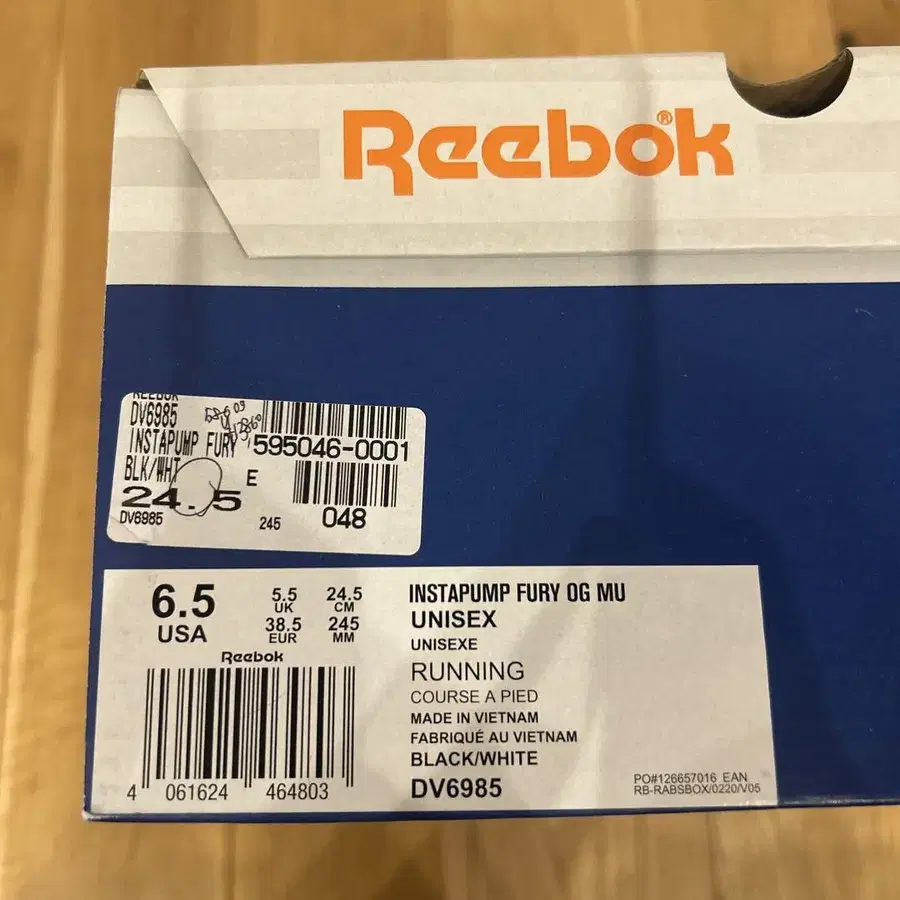 Reebok®
REEBOK
DV6985
INSTAPUMP FURY
BLK/WHT
595046-0001
E
24.5
048
DV6985
245
6.5
USA
5.5
UK
24.5
CM
38.5
EUR
245
MM
Reebok
4 061624 464803
INSTAPUMP FURY OG MU
UNISEX
UNISEXE
RUNNING
COURSE A PIED
MADE IN VIETNAM
FABRIQUÉ AU VIETNAM
BLACK/WHITE
DV6985
PO#126657016 EAN
RB-RABSBOX/0220/V05